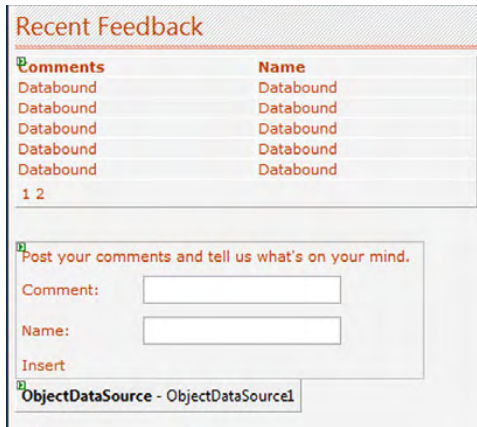 Recent Feedback
Comments Name
Databound Databound
Databound Databound
Databound Databound
Databound Databound
Databound Databound
1 2
Post your comments and tell us what's on your mind.
Comment:
Name:
Insert
ObjectDataSource - ObjectDataSource1